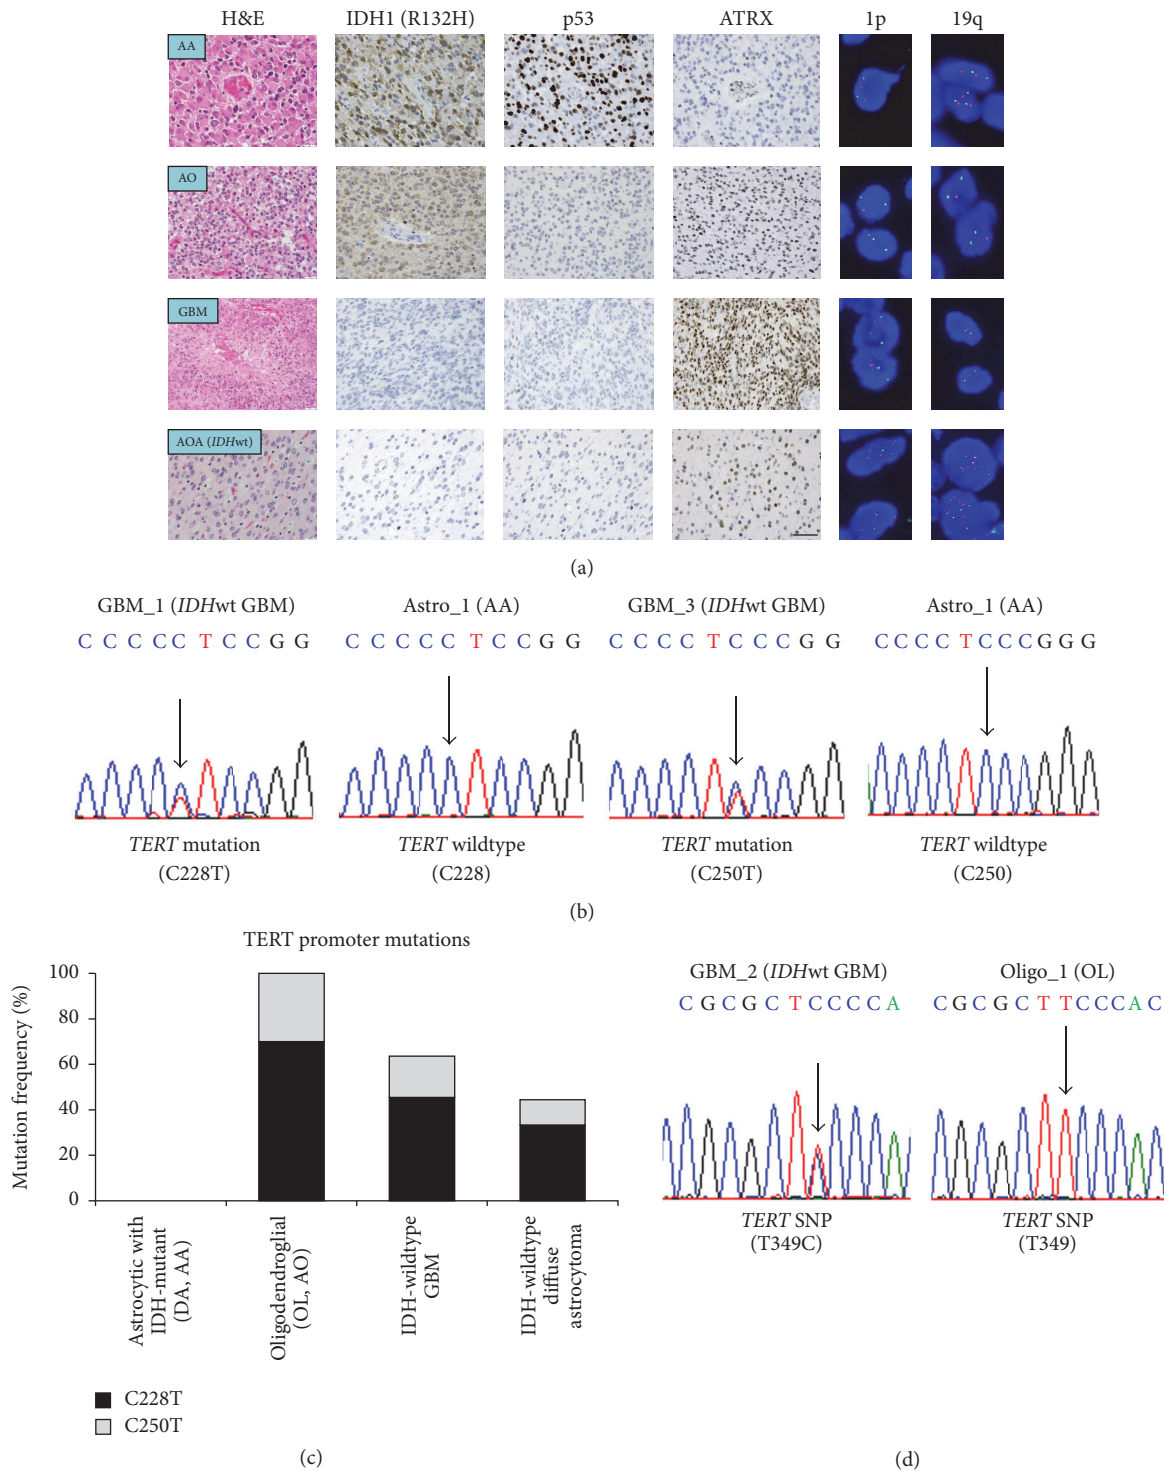 H&E IDH1 (R132H) p53 ATRX 1p 19q
AA
AO
GBM
AOA (IDHwt)
(a)
GBM_1 (IDHwt GBM) Astro_1 (AA) GBM_3 (IDHwt GBM) Astro_1 (AA)
C C C C C T C C G G C C C C C T C C G G C C C C T C C C G G C C C C T C C C G G G
TERT mutation TERT wildtype TERT mutation TERT wildtype
(C228T) (C228) (C250T) (C250)
(b)
TERT promoter mutations
Mutation frequency (%)
100
80
60
40
20
0
Astrocytic with
IDH-mutant
(DA, AA)
Oligodendroglial
(OL, AO)
IDH-wildtype
GBM
IDH-wildtype
diffuse
astrocytoma
C228T
C250T
(c)
GBM_2 (IDHwt GBM) Oligo_1 (OL)
C G C G C T C C C C A C G C G C T T C C C A C
TERT SNP TERT SNP
(T349C) (T349)
(d)